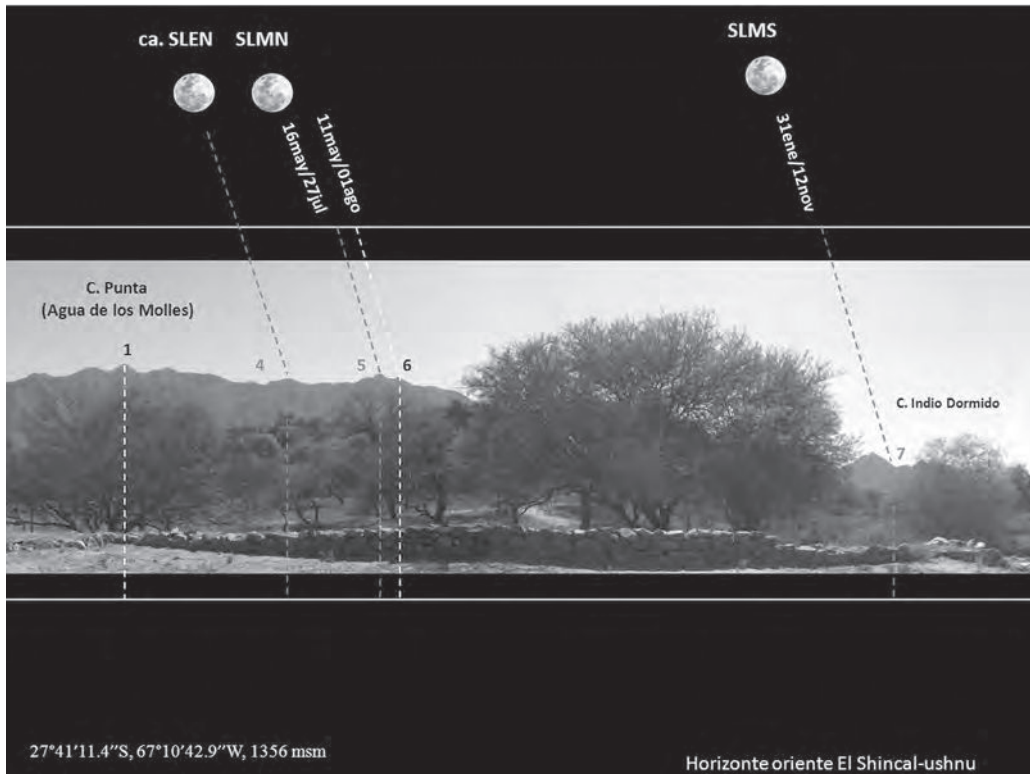 ca. SLEN
SLMN
SLMS
16may/27jul
11may/01ago
31ene/12nov
C. Punta
(Agua de los Molles)
1
4
5
6
C. Indio Dormido
7
27°41′11.4″S, 67°10′42.9″W, 1356 msm
Horizonte oriente El Shincal-ushnu